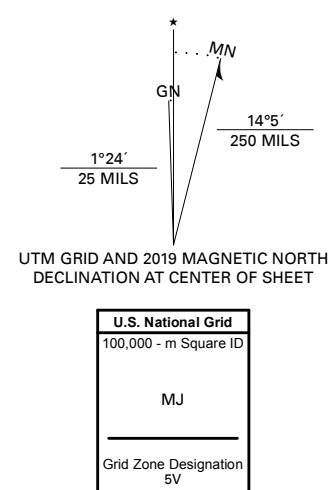 ★
MN
GN
1°24´
25 MILS
14°5´
250 MILS
UTM GRID AND 2019 MAGNETIC NORTH
DECLINATION AT CENTER OF SHEET
U.S. National Grid
100,000 - m Square ID
MJ
Grid Zone Designation
5V